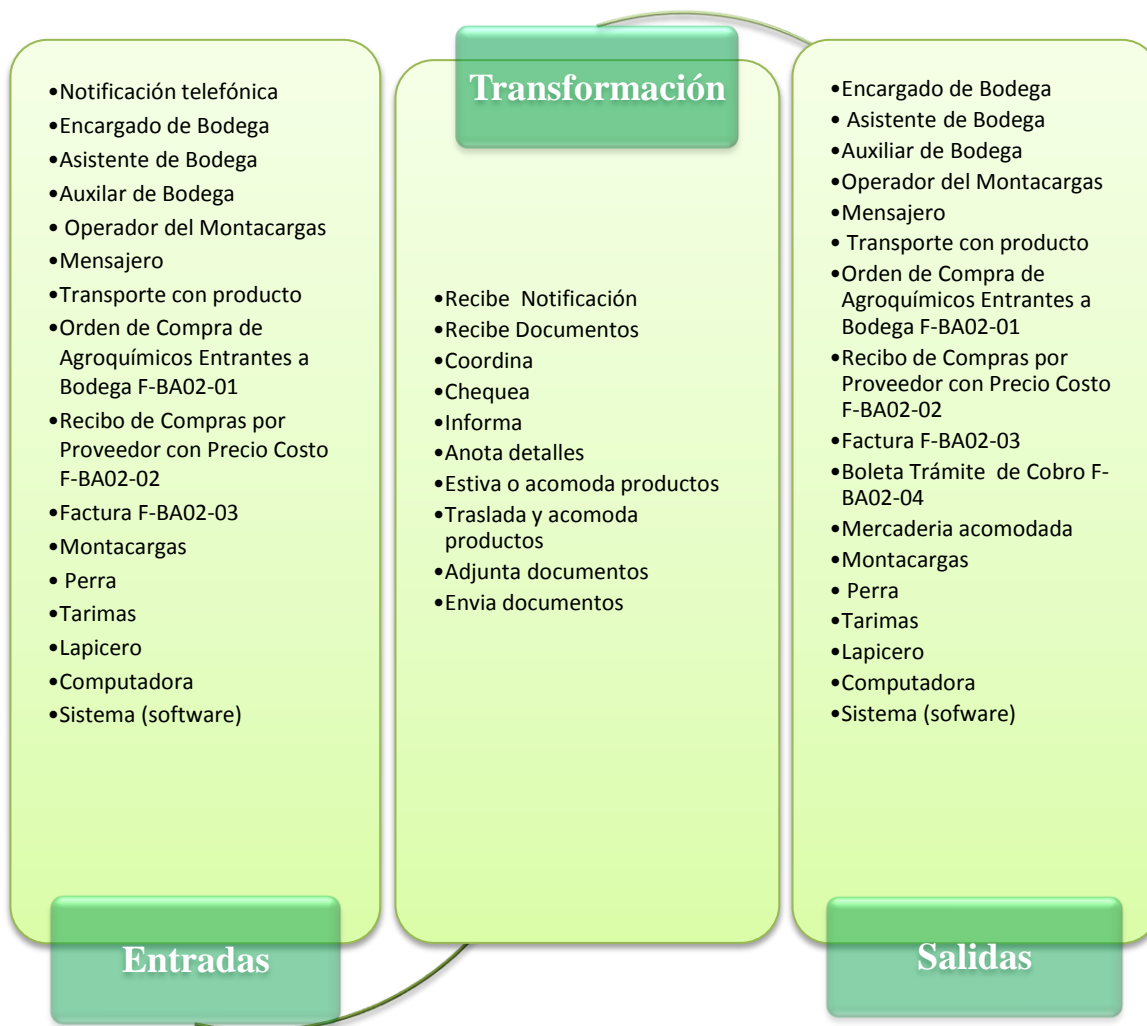 •Notificación telefónica
•Encargado de Bodega
•Asistente de Bodega
•Auxilar de Bodega
• Operador del Montacargas
•Mensajero
•Transporte con producto
•Orden de Compra de
Agroquímicos Entrantes a
Bodega F-BA02-01
•Recibo de Compras por
Proveedor con Precio Costo
F-BA02-02
•Factura F-BA02-03
•Montacargas
• Perra
•Tarimas
•Lapicero
•Computadora
•Sistema (software)
Entradas
Transformación
•Recibe Notificación
•Recibe Documentos
•Coordina
•Chequea
•Informa
•Anota detalles
•Estiva o acomoda productos
•Traslada y acomoda
productos
•Adjunta documentos
•Envia documentos
•Encargado de Bodega
• Asistente de Bodega
•Auxiliar de Bodega
•Operador del Montacargas
•Mensajero
• Transporte con producto
•Orden de Compra de
Agroquímicos Entrantes a
Bodega F-BA02-01
•Recibo de Compras por
Proveedor con Precio Costo
F-BA02-02
•Factura F-BA02-03
•Boleta Trámite de Cobro F-
BA02-04
•Mercaderia acomodada
•Montacargas
• Perra
•Tarimas
•Lapicero
•Computadora
•Sistema (sofware)
Salidas